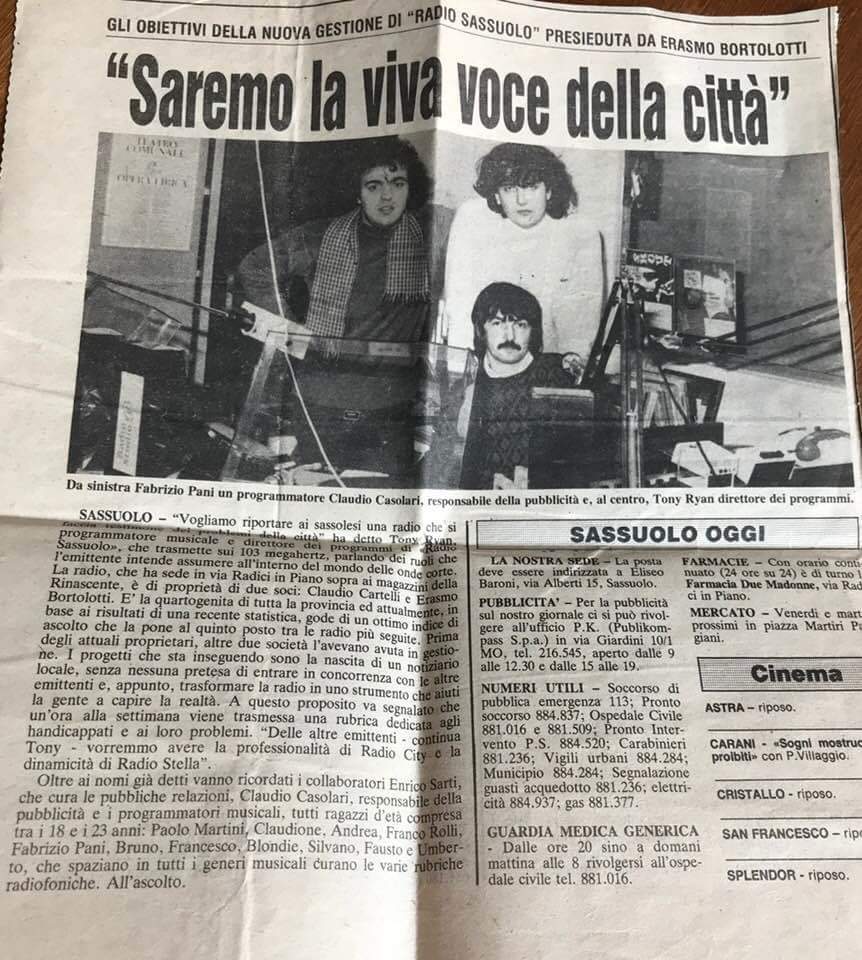 GLI OBIETTIVI DELLA NUOVA GESTIONE DI "RADIO SASSUOLO" PRESIEDUTA DA ERASMO BORTOLOTTI
“Saremo la viva voce della città”
TEATRO
COMUNALE
OPERA LIRICA
Da sinistra Fabrizio Pani un programmatore Claudio Casolari, responsabile della pubblicità e, al centro, Tony Ryan direttore dei programmi.
SASSUOLO – “Vogliamo riportare ai sassolesi una radio che si
faccia testimone dei problemi della città” ha detto Tony Ryan,
programmatore musicale e direttore dei programmi di «Radio
Sassuolo», che trasmette sui 103 megahertz, parlando dei ruoli che
l'emittente intende assumere all'interno del mondo delle onde corte.
La radio, che ha sede in via Radici in Piano sopra ai magazzini della
Rinascente, è di proprietà di due soci: Claudio Cartelli e Erasmo
Bortolotti. E' la quartogenita di tutta la provincia ed attualmente, in
base ai risultati di una recente statistica, gode di un ottimo indice di
ascolto che la pone al quinto posto tra le radio più seguite. Prima
degli attuali proprietari, altre due società l'avevano avuta in gestio-
ne. I progetti che sta inseguendo sono la nascita di un notiziario
locale, senza nessuna pretesa di entrare in concorrenza con le altre
emittenti e, appunto, trasformare la radio in uno strumento che aiuti
la gente a capire la realtà. A questo proposito va segnalato che
un'ora alla settimana viene trasmessa una rubrica dedicata agli
handicappati e ai loro problemi. “Delle altre emittenti - continua
Tony - vorremmo avere la professionalità di Radio City e la
dinamicità di Radio Stella”.
Oltre ai nomi già detti vanno ricordati i collaboratori Enrico Sarti,
che cura le pubbliche relazioni, Claudio Casolari, responsabile della
pubblicità e i programmatori musicali, tutti ragazzi d'età compresa
tra i 18 e i 23 anni: Paolo Martini, Claudione, Andrea, Franco Rolli,
Fabrizio Pani, Bruno, Francesco, Blondie, Silvano, Fausto e Umber-
to, che spaziano in tutti i generi musicali curano le varie rubriche
radiofoniche. All'ascolto.
SASSUOLO OGGI
LA NOSTRA SEDE – La posta
deve essere indirizzata a Eliseo
Baroni, via Alberti 15, Sassuolo.
PUBBLICITA' – Per la pubblicità
sul nostro giornale ci si può rivol-
gere all'ufficio P.K. (Publikom-
pass S.p.a.) in via Giardini 10/1
MO, tel. 216.545, aperto dalle 9
alle 12.30 e dalle 15 alle 19.
NUMERI UTILI – Soccorso di
pubblica emergenza 113; Pronto
soccorso 884.837; Ospedale Civile
881.016 e 881.509; Pronto Inter-
vento P.S. 884.520; Carabinieri
881.236; Vigili urbani 884.284;
Municipio 884.284; Segnalazione
guasti acquedotto 881.236; elettri-
cità 884.937; gas 881.377.
GUARDIA MEDICA GENERICA
- Dalle ore 20 sino a domani
mattina alle 8 rivolgersi all'ospe-
dale civile tel. 881.016.
FARMACIE – Con orario conti-
nuato (24 ore su 24) è di turno l
Farmacia Due Madonne, via Rad
ci in Piano.
MERCATO – Venerdi e mart
prossimi in piazza Martiri Pa
giani.
Cinema
ASTRA – riposo.
CARANI - «Sogni mostruo
proibiti» con P.Villaggio.
CRISTALLO - riposo.
SAN FRANCESCO – rip
SPLENDOR - riposo.